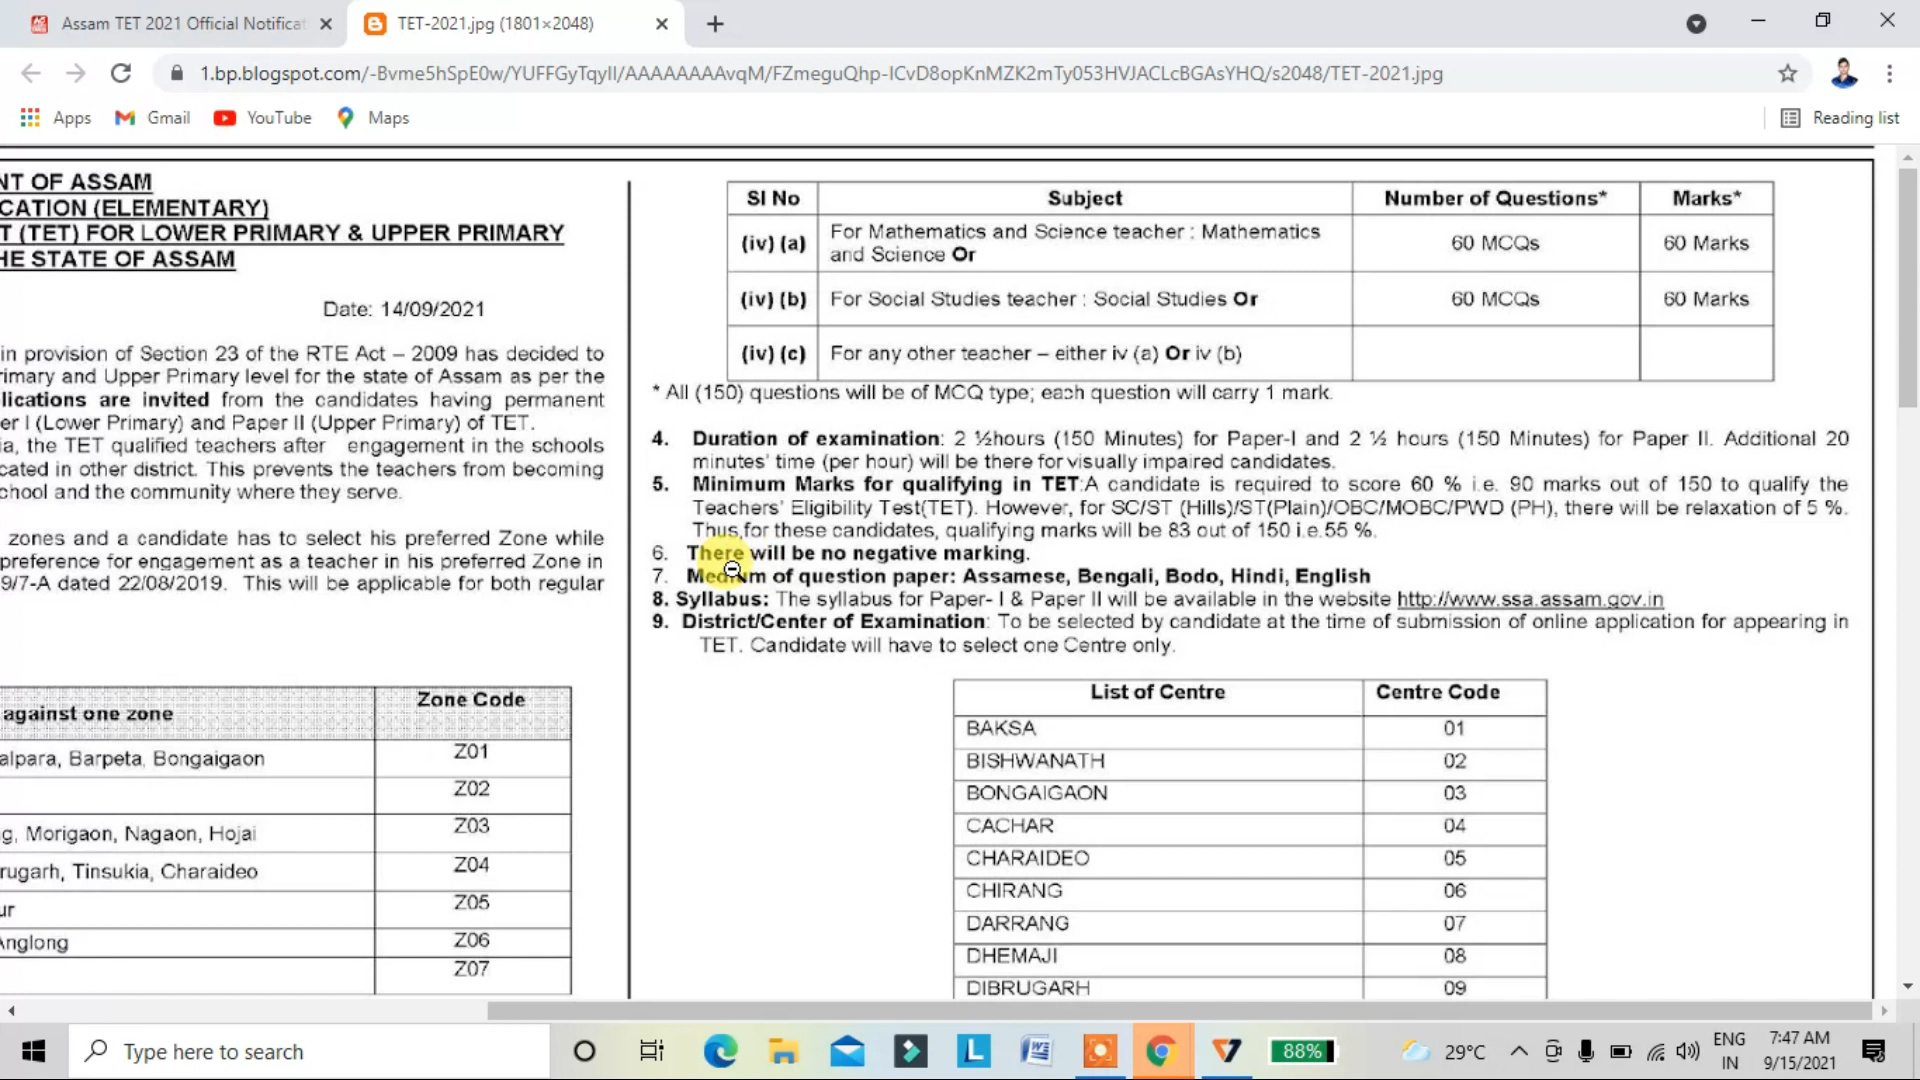 Assam TET 2021 Official Notificat
TET-2021.jpg (1801×2048)
1.bp.blogspot.com/-Bvme5hSpE0w/YUFFGyTqyII/AAAAAAAAvqM/FZmeguQhp-ICvD8opKnMZK2mTy053HVJACLcBGAsYHQ/s2048/TET-2021.jpg
Apps Gmail YouTube Maps Reading list
NT OF ASSAM
CATION (ELEMENTARY)
T (TET) FOR LOWER PRIMARY & UPPER PRIMARY
HE STATE OF ASSAM
Date: 14/09/2021
in provision of Section 23 of the RTE Act – 2009 has decided to
rimary and Upper Primary level for the state of Assam as per the
lications are invited from the candidates having permanent
er I (Lower Primary) and Paper II (Upper Primary) of TET.
ia, the TET qualified teachers after engagement in the schools
cated in other district. This prevents the teachers from becoming
chool and the community where they serve.
zones and a candidate has to select his preferred Zone while
preference for engagement as a teacher in his preferred Zone in
9/7-A dated 22/08/2019. This will be applicable for both regular
against one zone Zone Code
alpara, Barpeta, Bongaigaon Z01
Z02
g, Morigaon, Nagaon, Hojai Z03
rugarh, Tinsukia, Charaideo Z04
ur Z05
Anglong Z06
Z07
Sl No Subject Number of Questions* Marks*
(iv) (a) For Mathematics and Science teacher : Mathematics
and Science Or 60 MCQs 60 Marks
(iv) (b) For Social Studies teacher : Social Studies Or 60 MCQs 60 Marks
(iv) (c) For any other teacher – either iv (a) Or iv (b)
* All (150) questions will be of MCQ type; each question will carry 1 mark.
4. Duration of examination: 2 ½hours (150 Minutes) for Paper-I and 2 ½ hours (150 Minutes) for Paper II. Additional 20
minutes' time (per hour) will be there for visually impaired candidates.
5. Minimum Marks for qualifying in TET:A candidate is required to score 60 % i.e. 90 marks out of 150 to qualify the
Teachers' Eligibility Test(TET). However, for SC/ST (Hills)/ST(Plain)/OBC/MOBC/PWD (PH), there will be relaxation of 5 %.
Thus,for these candidates, qualifying marks will be 83 out of 150 i.e.55 %.
6. There will be no negative marking.
7. Medium of question paper: Assamese, Bengali, Bodo, Hindi, English
8. Syllabus: The syllabus for Paper- I & Paper II will be available in the website http://www.ssa.assam.gov.in
9. District/Center of Examination: To be selected by candidate at the time of submission of online application for appearing in
TET. Candidate will have to select one Centre only.
List of Centre Centre Code
BAKSA 01
BISHWANATH 02
BONGAIGAON 03
CACHAR 04
CHARAIDEO 05
CHIRANG 06
DARRANG 07
DHEMAJI 08
DIBRUGARH 09
Type here to search
88%
29°C
ENG
IN
7:47 AM
9/15/2021